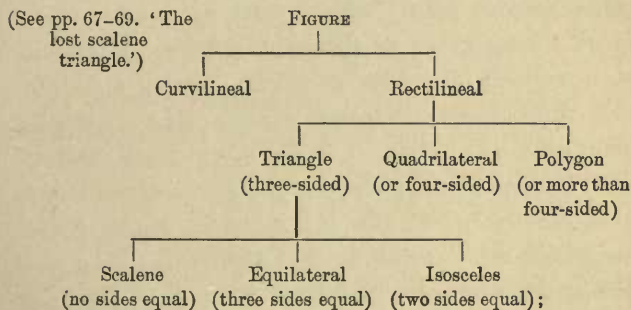 (See pp. 67–69. ‘The lost scalene triangle.’)
FIGURE
Curvilineal Rectilineal
Triangle Quadrilateral Polygon
(three-sided) (or four-sided) (or more than
four-sided)
Scalene Equilateral Isosceles
(no sides equal) (three sides equal) (two sides equal);